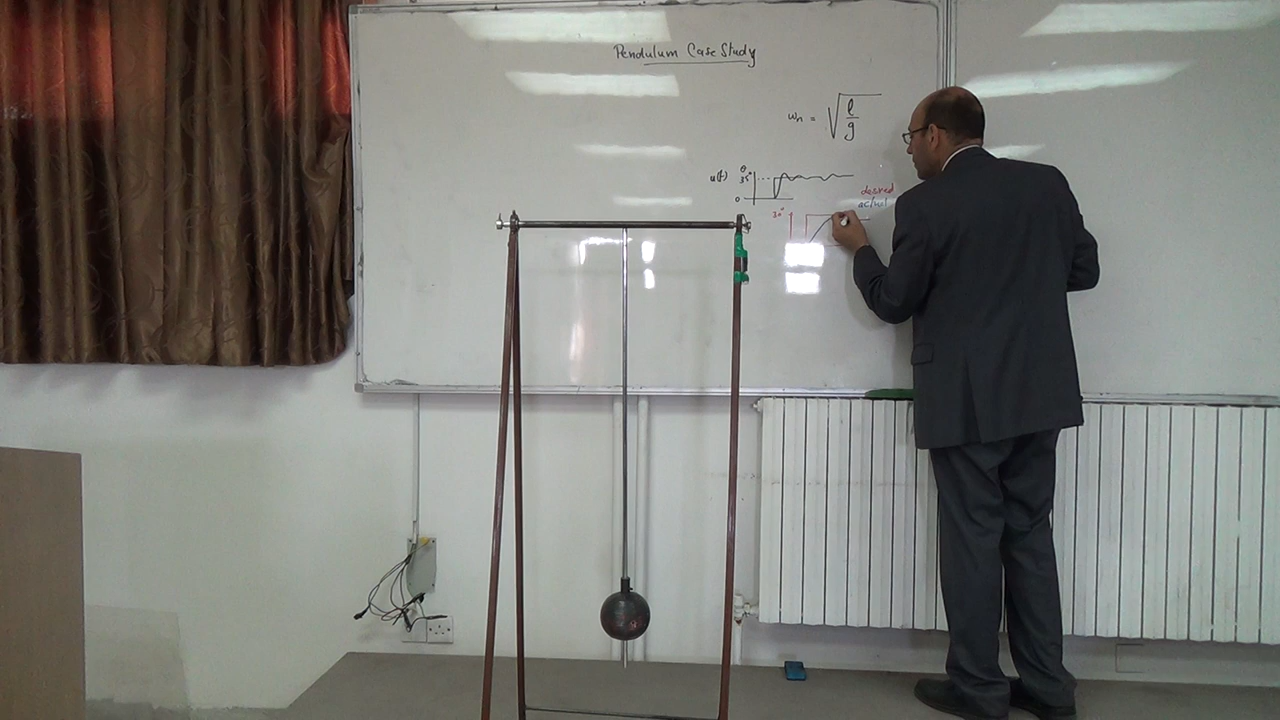 Pendulum Case Study
ωn = √(l/g)
u(t) θ
35°
0
desired
actual
30°